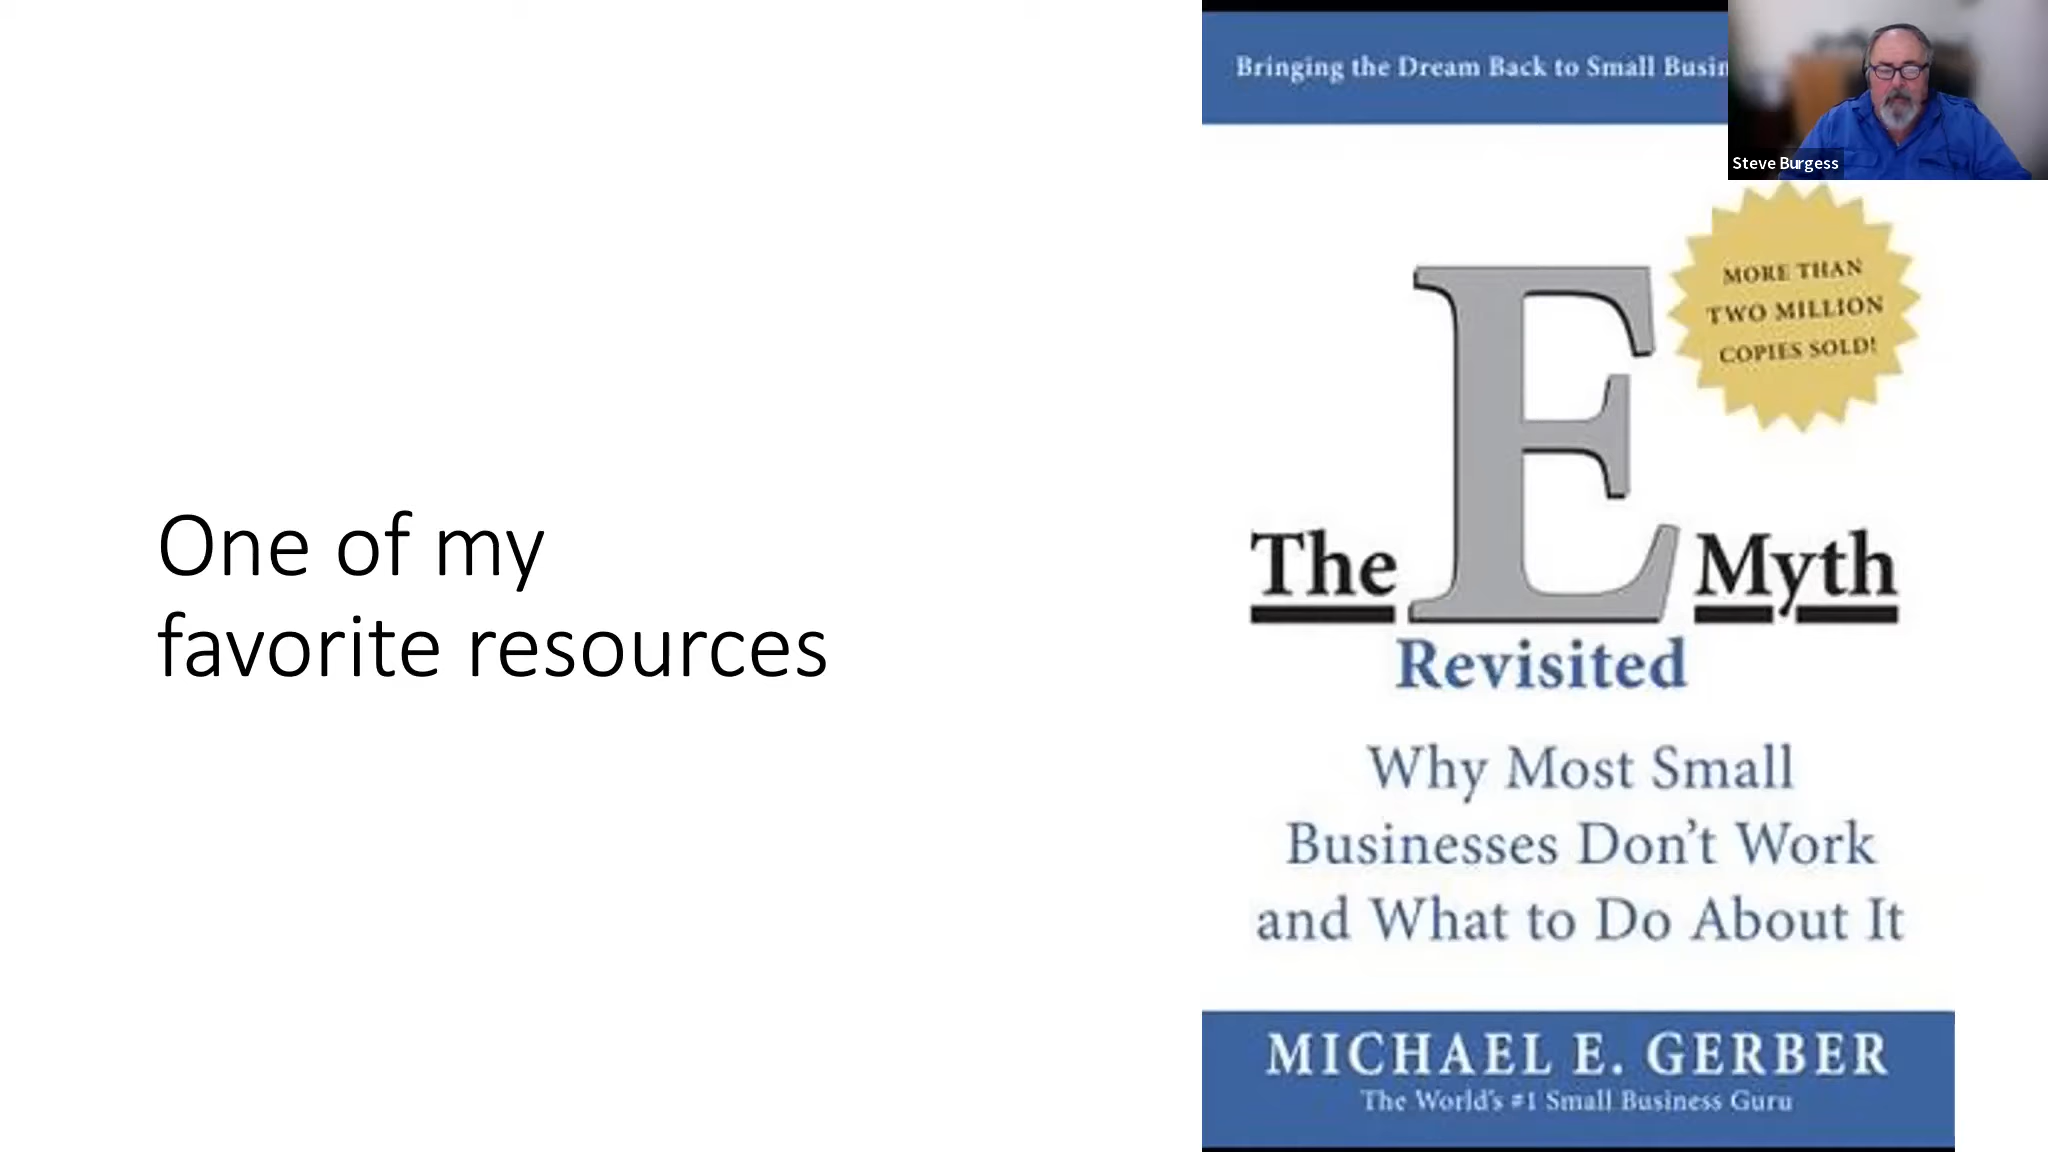 One of my
favorite resources
Bringing the Dream Back to Small
Steve Burgess
MORE THAN
TWO MILLION
COPIES SOLD!
The E Myth
Revisited
Why Most Small
Businesses Don't Work
and What to Do About It
MICHAEL E. GERBER
The World's #1 Small Business Guru